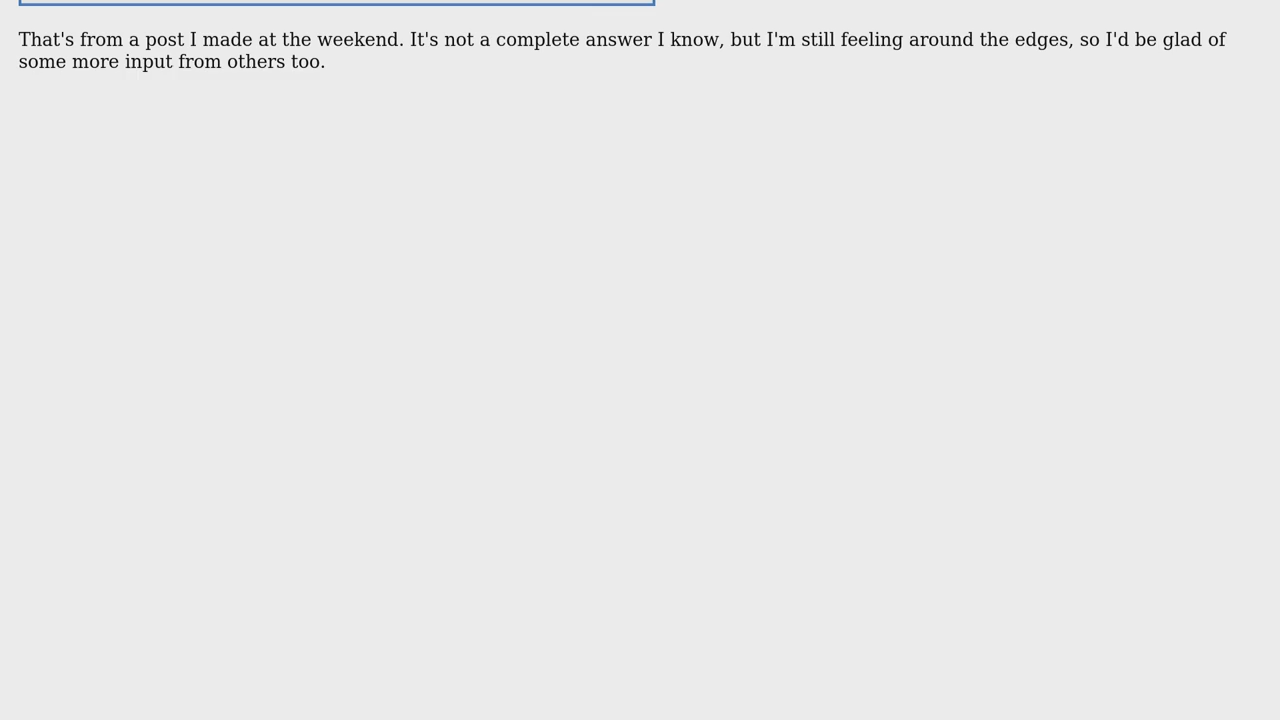 That's from a post I made at the weekend. It's not a complete answer I know, but I'm still feeling around the edges, so I'd be glad of
some more input from others too.